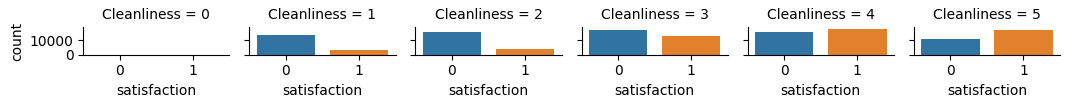 Cleanliness = 0 Cleanliness = 1 Cleanliness = 2 Cleanliness = 3 Cleanliness = 4 Cleanliness = 5
count
10000
0
0 1 0 1 0 1 0 1 0 1 0 1
satisfaction satisfaction satisfaction satisfaction satisfaction satisfaction